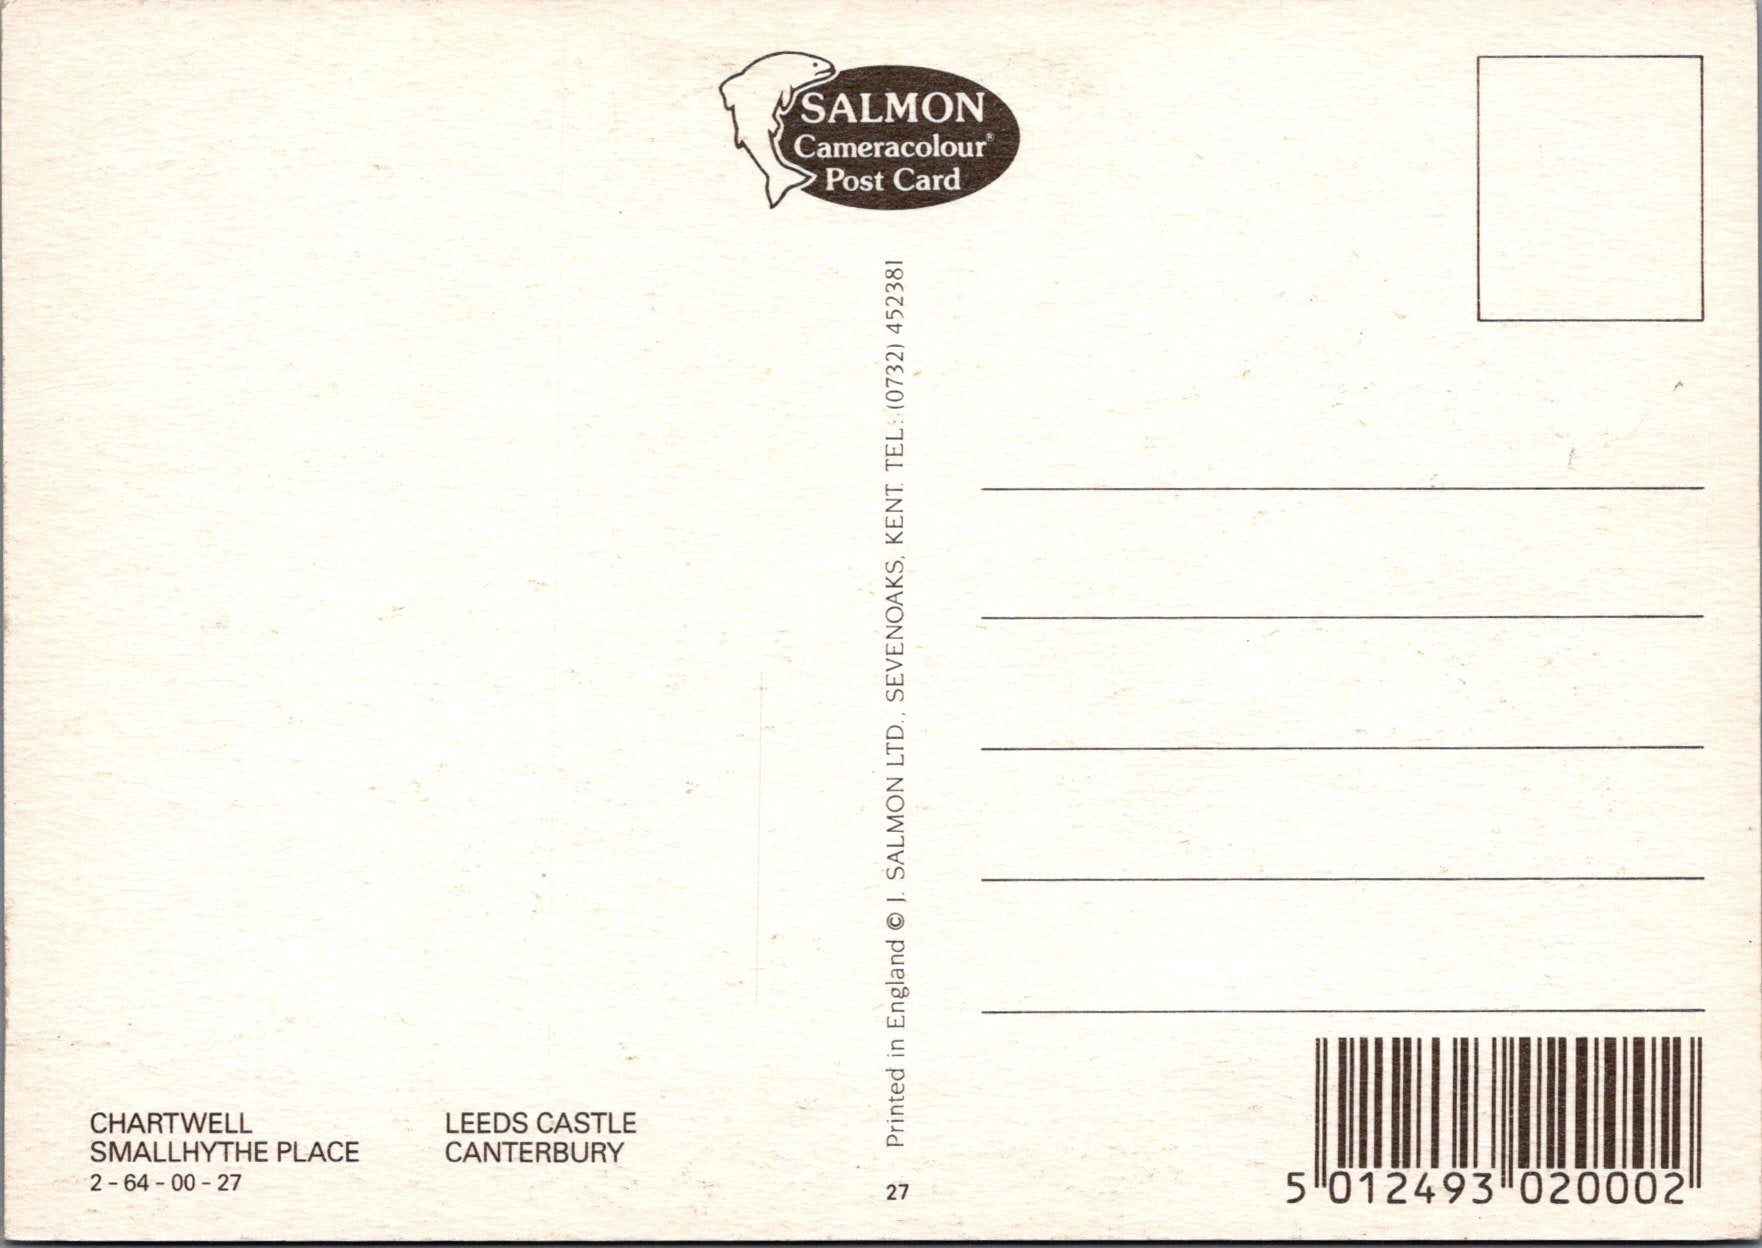 SALMON
Cameracolour®
Post Card
Printed in England © J. SALMON LTD., SEVENOAKS, KENT. TEL: (0732) 452381
CHARTWELL
SMALLHYTHE PLACE
2 - 64 - 00 - 27
LEEDS CASTLE
CANTERBURY
27
5 012493 020002